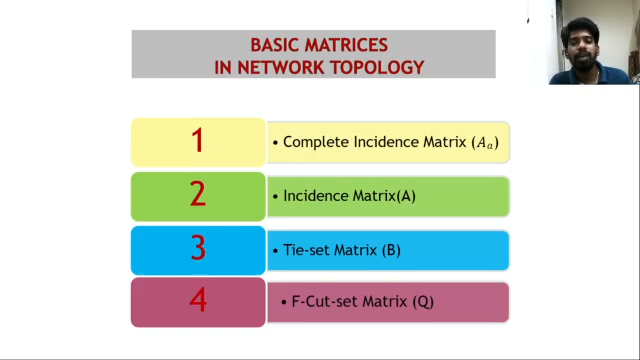 BASIC MATRICES
IN NETWORK TOPOLOGY
1
• Complete Incidence Matrix (Aₐ)
2
• Incidence Matrix(A)
3
• Tie-set Matrix (B)
4
• F-Cut-set Matrix (Q)